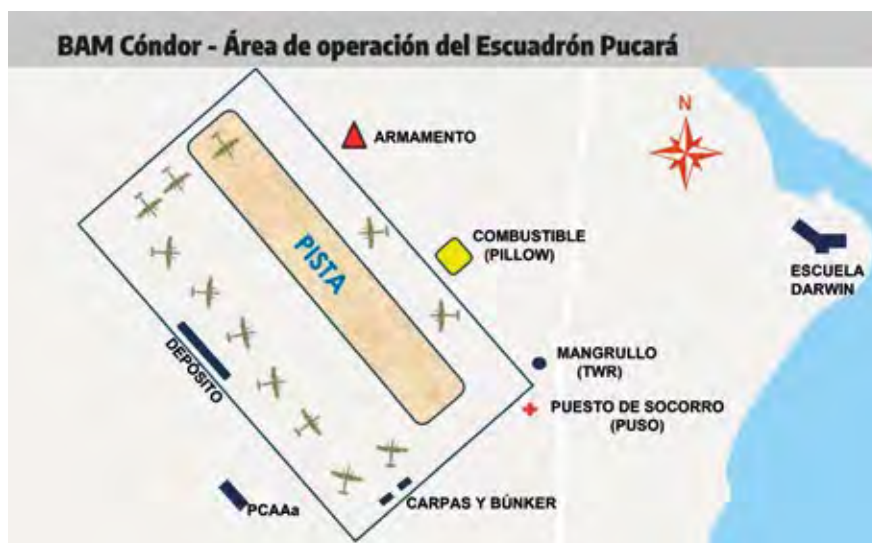 BAM Cóndor - Área de operación del Escuadrón Pucará
N
ARMAMENTO
COMBUSTIBLE
(PILLOW)
ESCUELA
DARWIN
PISTA
DEPÓSITO
MANGRULLO
(TWR)
PUESTO DE SOCORRO
(PUSO)
PCAAa
CARPAS Y BÚNKER